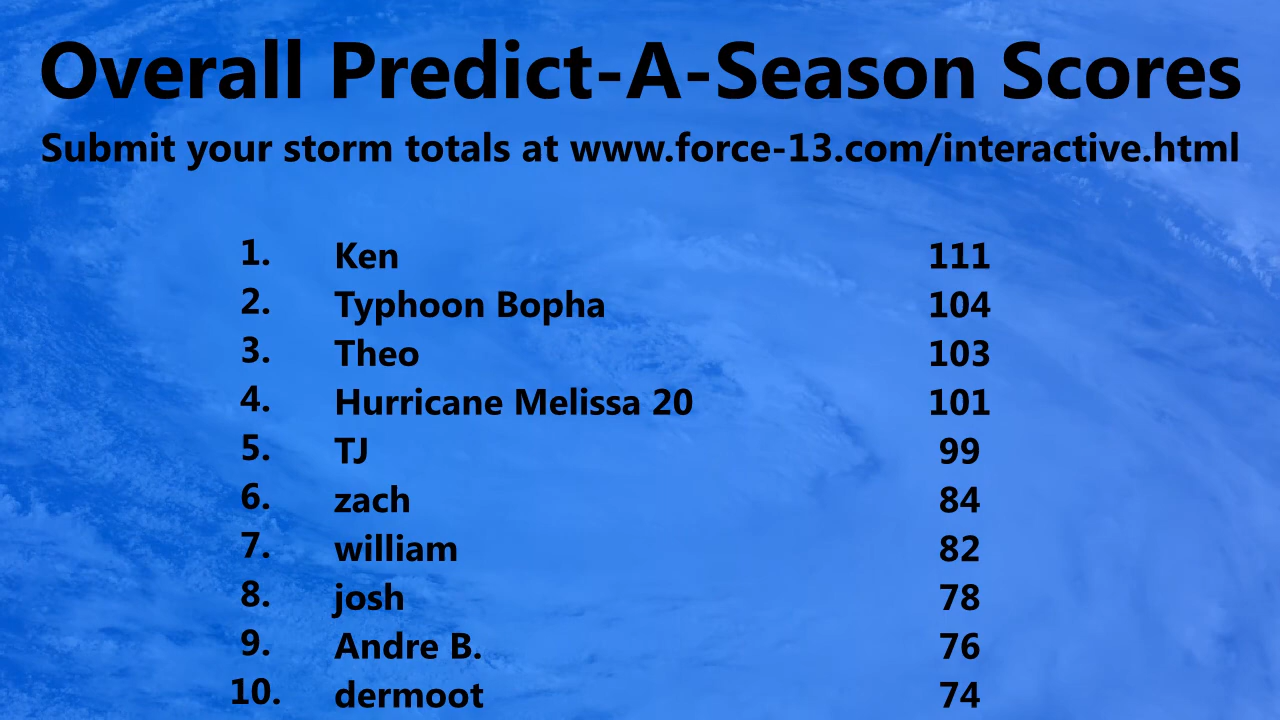 Overall Predict-A-Season Scores
Submit your storm totals at www.force-13.com/interactive.html
1. Ken 111
2. Typhoon Bopha 104
3. Theo 103
4. Hurricane Melissa 20 101
5. TJ 99
6. zach 84
7. william 82
8. josh 78
9. Andre B. 76
10. dermoot 74